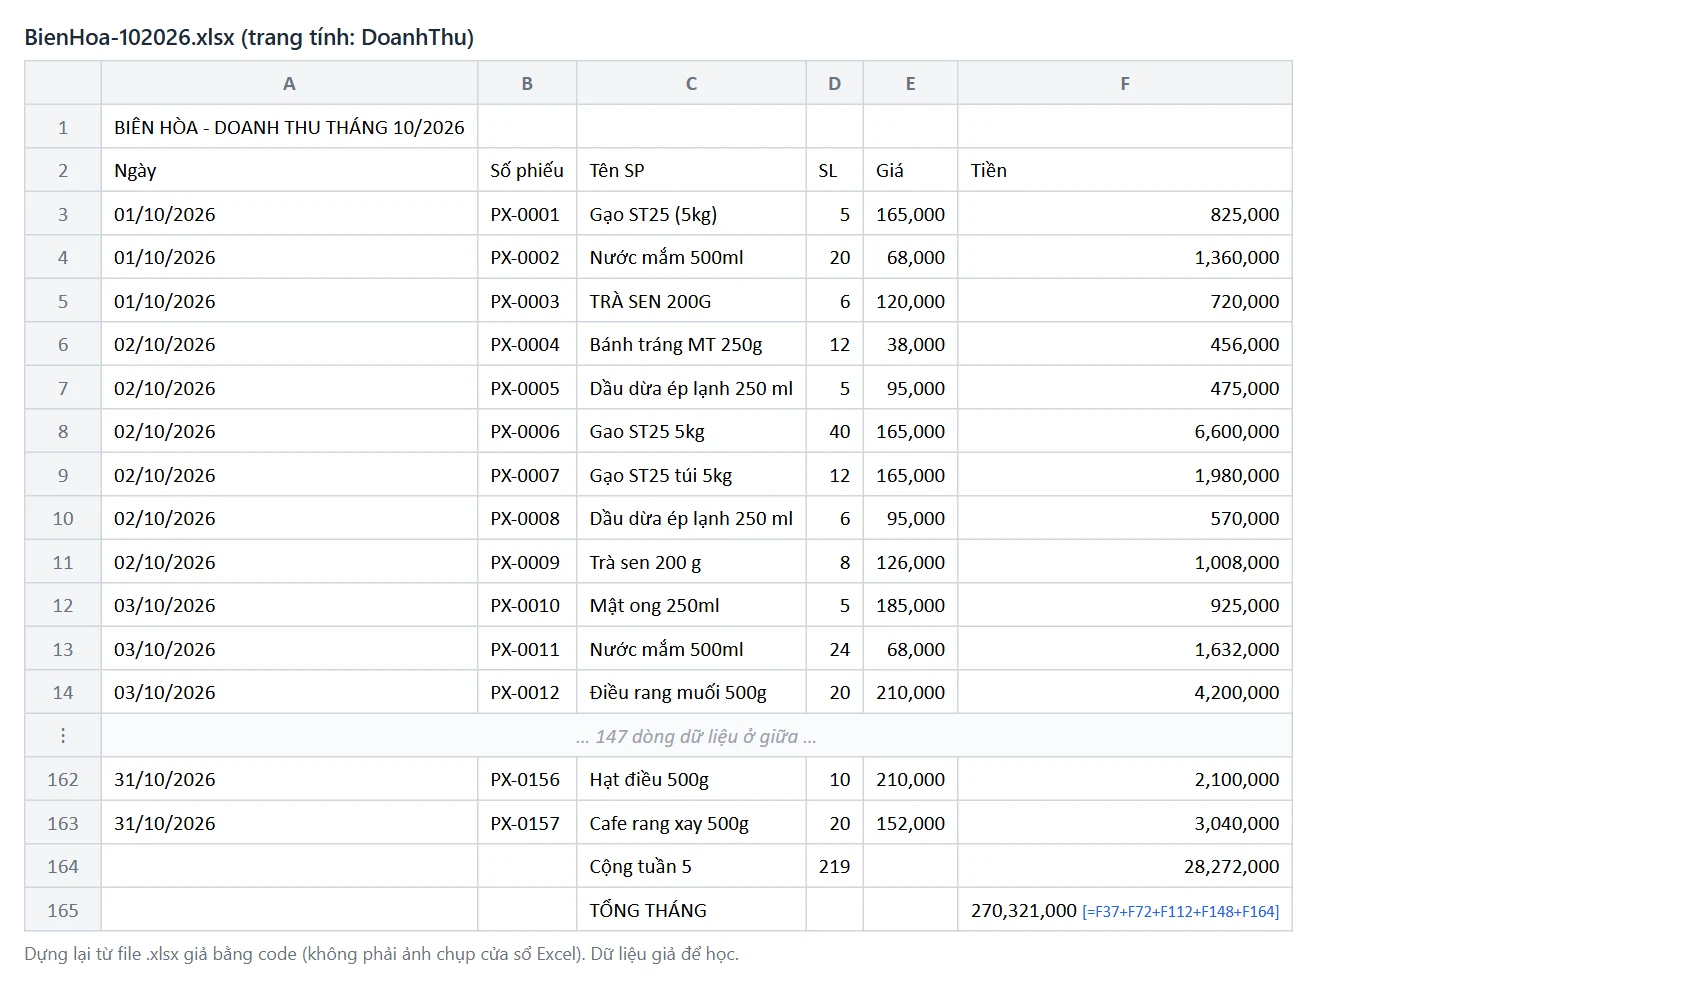 BienHoa-102026.xlsx (trang tính: DoanhThu)
A B C D E F
1 BIÊN HÒA - DOANH THU THÁNG 10/2026
2 Ngày Số phiếu Tên SP SL Giá Tiền
3 01/10/2026 PX-0001 Gạo ST25 (5kg) 5 165,000 825,000
4 01/10/2026 PX-0002 Nước mắm 500ml 20 68,000 1,360,000
5 01/10/2026 PX-0003 TRÀ SEN 200G 6 120,000 720,000
6 02/10/2026 PX-0004 Bánh tráng MT 250g 12 38,000 456,000
7 02/10/2026 PX-0005 Dầu dừa ép lạnh 250 ml 5 95,000 475,000
8 02/10/2026 PX-0006 Gao ST25 5kg 40 165,000 6,600,000
9 02/10/2026 PX-0007 Gạo ST25 túi 5kg 12 165,000 1,980,000
10 02/10/2026 PX-0008 Dầu dừa ép lạnh 250 ml 6 95,000 570,000
11 02/10/2026 PX-0009 Trà sen 200 g 8 126,000 1,008,000
12 03/10/2026 PX-0010 Mật ong 250ml 5 185,000 925,000
13 03/10/2026 PX-0011 Nước mắm 500ml 24 68,000 1,632,000
14 03/10/2026 PX-0012 Điều rang muối 500g 20 210,000 4,200,000
⋮ ... 147 dòng dữ liệu ở giữa ...
162 31/10/2026 PX-0156 Hạt điều 500g 10 210,000 2,100,000
163 31/10/2026 PX-0157 Cafe rang xay 500g 20 152,000 3,040,000
164 Cộng tuần 5 219 28,272,000
165 TỔNG THÁNG 270,321,000 [=F37+F72+F112+F148+F164]
Dựng lại từ file .xlsx giả bằng code (không phải ảnh chụp cửa sổ Excel). Dữ liệu giả để học.